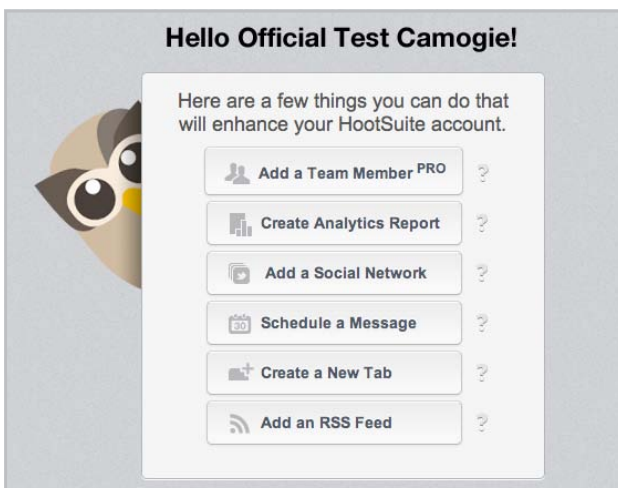 Hello Official Test Camogie!
Here are a few things you can do that
will enhance your HootSuite account.
Add a Team Member PRO
?
Create Analytics Report
?
Add a Social Network
?
30 Schedule a Message
?
Create a New Tab
?
Add an RSS Feed
?